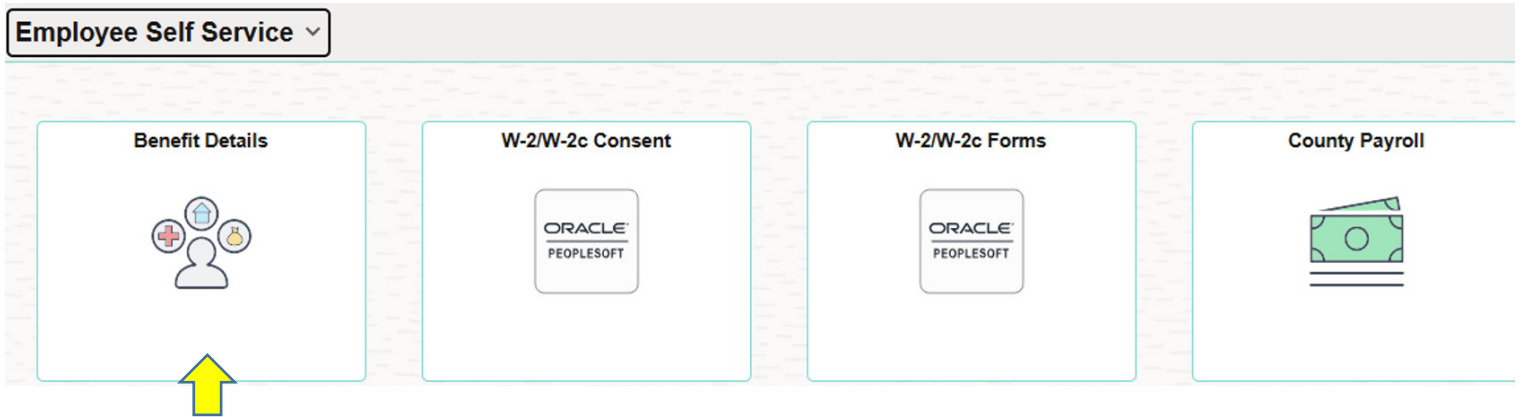 Employee Self Service
Benefit Details
W-2/W-2c Consent
W-2/W-2c Forms
County Payroll
ORACLE'
PEOPLESOFT
ORACLE'
PEOPLESOFT